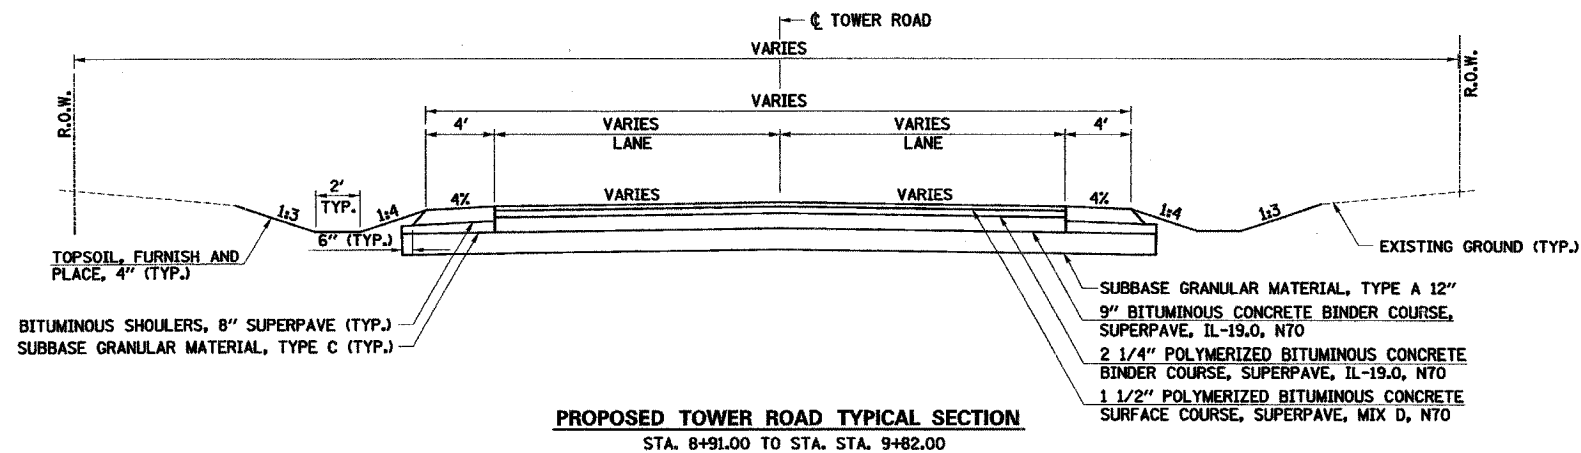 ℄ TOWER ROAD
VARIES
R.O.W.
R.O.W.
VARIES
4'
VARIES
VARIES
4'
LANE
LANE
2'
TYP.
1:3
1:4
4%
VARIES
VARIES
4%
1:4
1:3
6" (TYP.)
TOPSOIL, FURNISH AND
PLACE, 4" (TYP.)
EXISTING GROUND (TYP.)
SUBBASE GRANULAR MATERIAL, TYPE A 12"
9" BITUMINOUS CONCRETE BINDER COURSE,
SUPERPAVE, IL-19.0, N70
BITUMINOUS SHOULERS, 8" SUPERPAVE (TYP.)
SUBBASE GRANULAR MATERIAL, TYPE C (TYP.)
2 1/4" POLYMERIZED BITUMINOUS CONCRETE
BINDER COURSE, SUPERPAVE, IL-19.0, N70
1 1/2" POLYMERIZED BITUMINOUS CONCRETE
SURFACE COURSE, SUPERPAVE, MIX D, N70
PROPOSED TOWER ROAD TYPICAL SECTION
STA. 8+91.00 TO STA. STA. 9+82.00